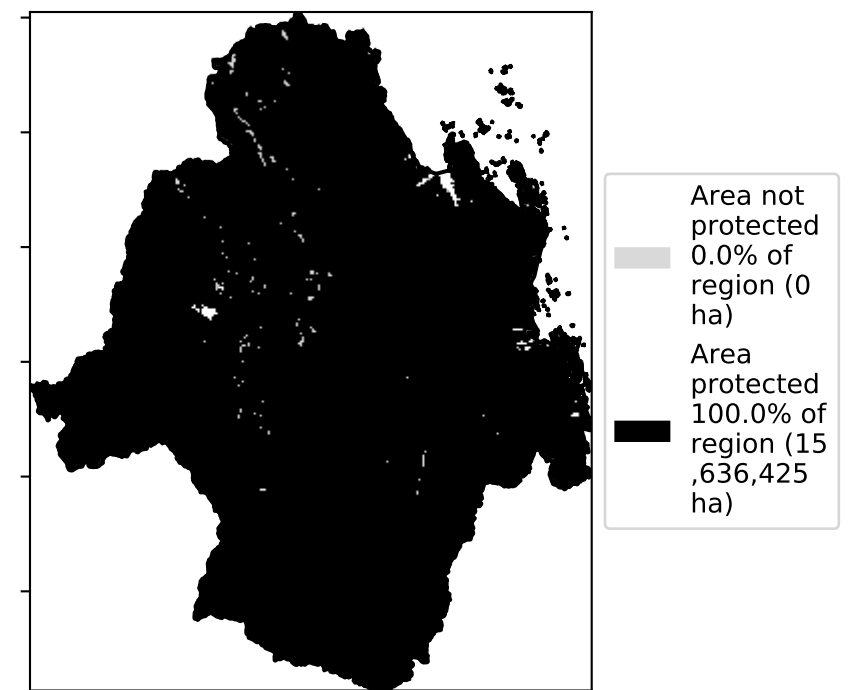 Area not
protected
0.0% of
region (0
ha)
Area
protected
100.0% of
region (15
,636,425
ha)